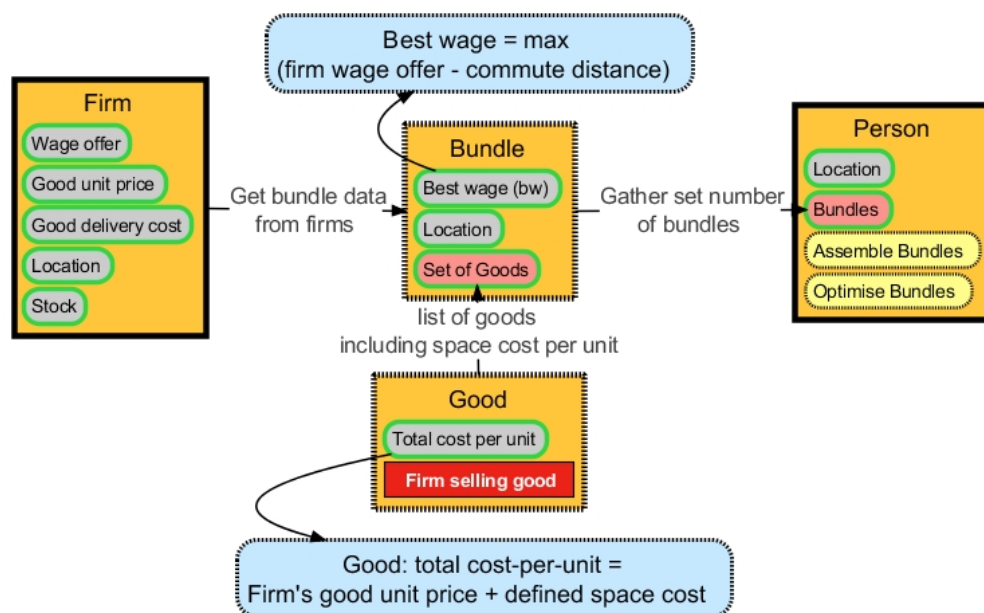 Best wage = max
(firm wage offer - commute distance)
Firm
Wage offer
Good unit price
Good delivery cost
Location
Stock
Get bundle data
from firms
Bundle
Best wage (bw)
Location
Set of Goods
Gather set number
of bundles
Person
Location
Bundles
Assemble Bundles
Optimise Bundles
list of goods
including space cost per unit
Good
Total cost per unit
Firm selling good
Good: total cost-per-unit =
Firm's good unit price + defined space cost